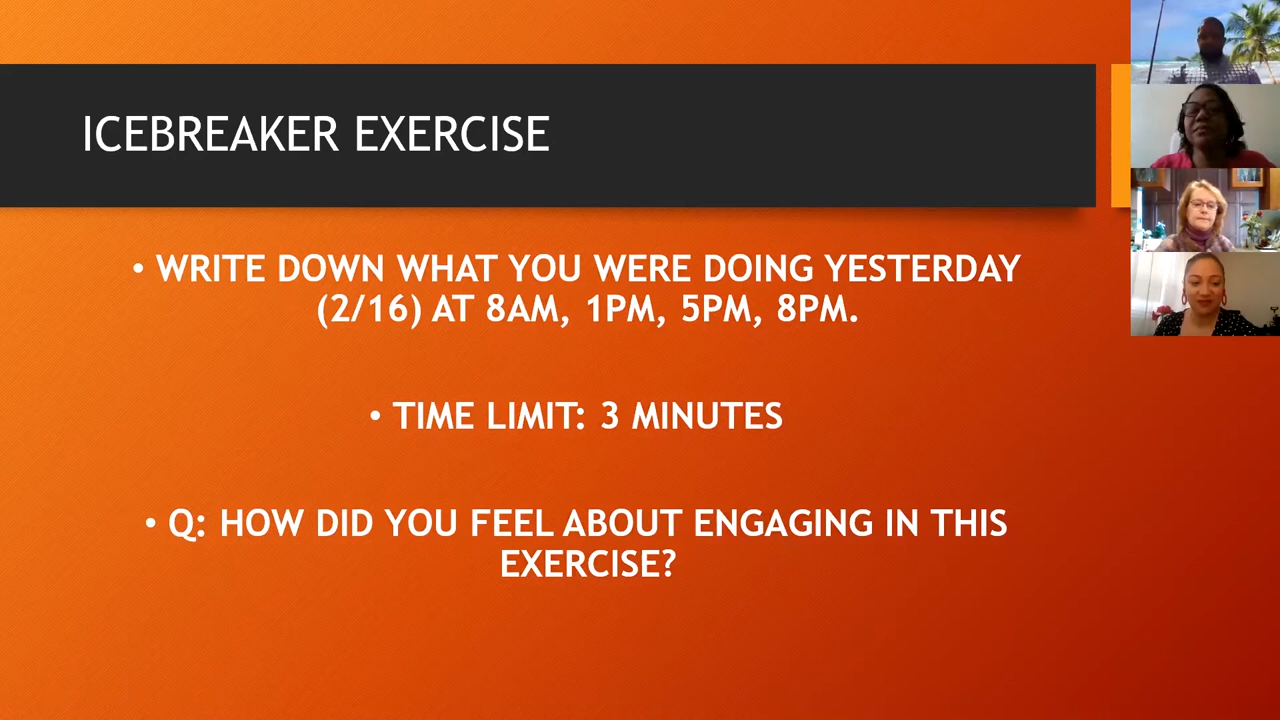 ICEBREAKER EXERCISE
• WRITE DOWN WHAT YOU WERE DOING YESTERDAY
(2/16) AT 8AM, 1PM, 5PM, 8PM.
• TIME LIMIT: 3 MINUTES
• Q: HOW DID YOU FEEL ABOUT ENGAGING IN THIS
EXERCISE?